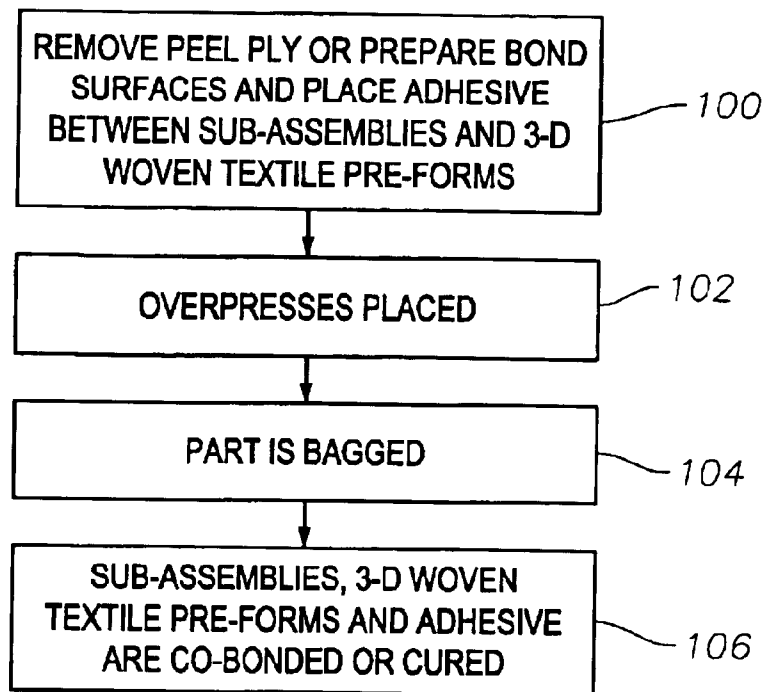 REMOVE PEEL PLY OR PREPARE BOND
SURFACES AND PLACE ADHESIVE
BETWEEN SUB-ASSEMBLIES AND 3-D
WOVEN TEXTILE PRE-FORMS
100
OVERPRESSES PLACED
102
PART IS BAGGED
104
SUB-ASSEMBLIES, 3-D WOVEN
TEXTILE PRE-FORMS AND ADHESIVE
ARE CO-BONDED OR CURED
106